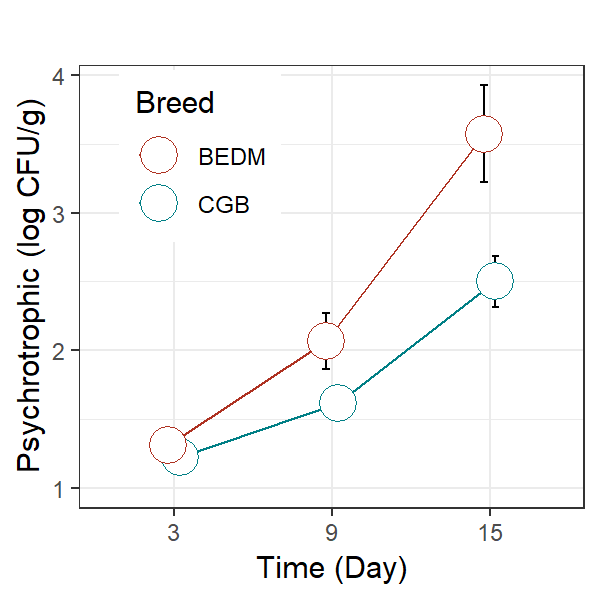 Psychrotrophic (log CFU/g)
4
3
2
1
Breed
BEDM
CGB
3 9 15
Time (Day)